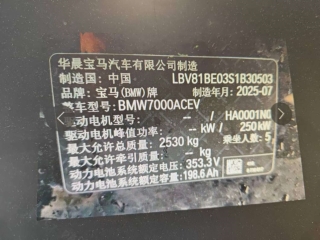 华晨宝马汽车有限公司制造
制造国：中国 LBV81BE03S1B30503
品牌：宝马(BMW)牌 制造年月：2025-07
整车型号：BMW7000ACEV
驱动电机型号：-- / HA0001N0
驱动电机峰值功率：-- kW / 250 kW
最大允许总质量：2530 kg 乘坐人数：5
最大允许牵引质量：-- kg
动力电池系统额定电压：353.3V
动力电池系统额定容量：198.6Ah